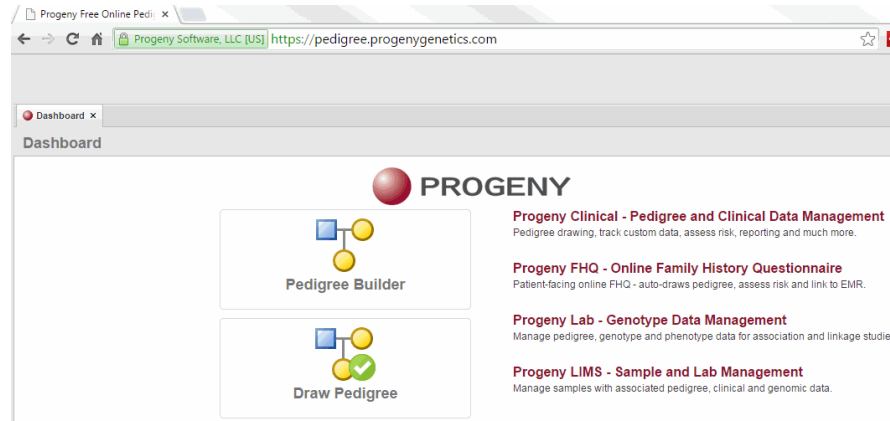 Progeny Free Online Pedi
Progeny Software, LLC [US] https://pedigree.progenygenetics.com
Dashboard
Dashboard
PROGENY
Pedigree Builder
Draw Pedigree
Progeny Clinical - Pedigree and Clinical Data Management
Pedigree drawing, track custom data, assess risk, reporting and much more.
Progeny FHQ - Online Family History Questionnaire
Patient-facing online FHQ - auto-draws pedigree, assess risk and link to EMR.
Progeny Lab - Genotype Data Management
Manage pedigree, genotype and phenotype data for association and linkage studie
Progeny LIMS - Sample and Lab Management
Manage samples with associated pedigree, clinical and genomic data.